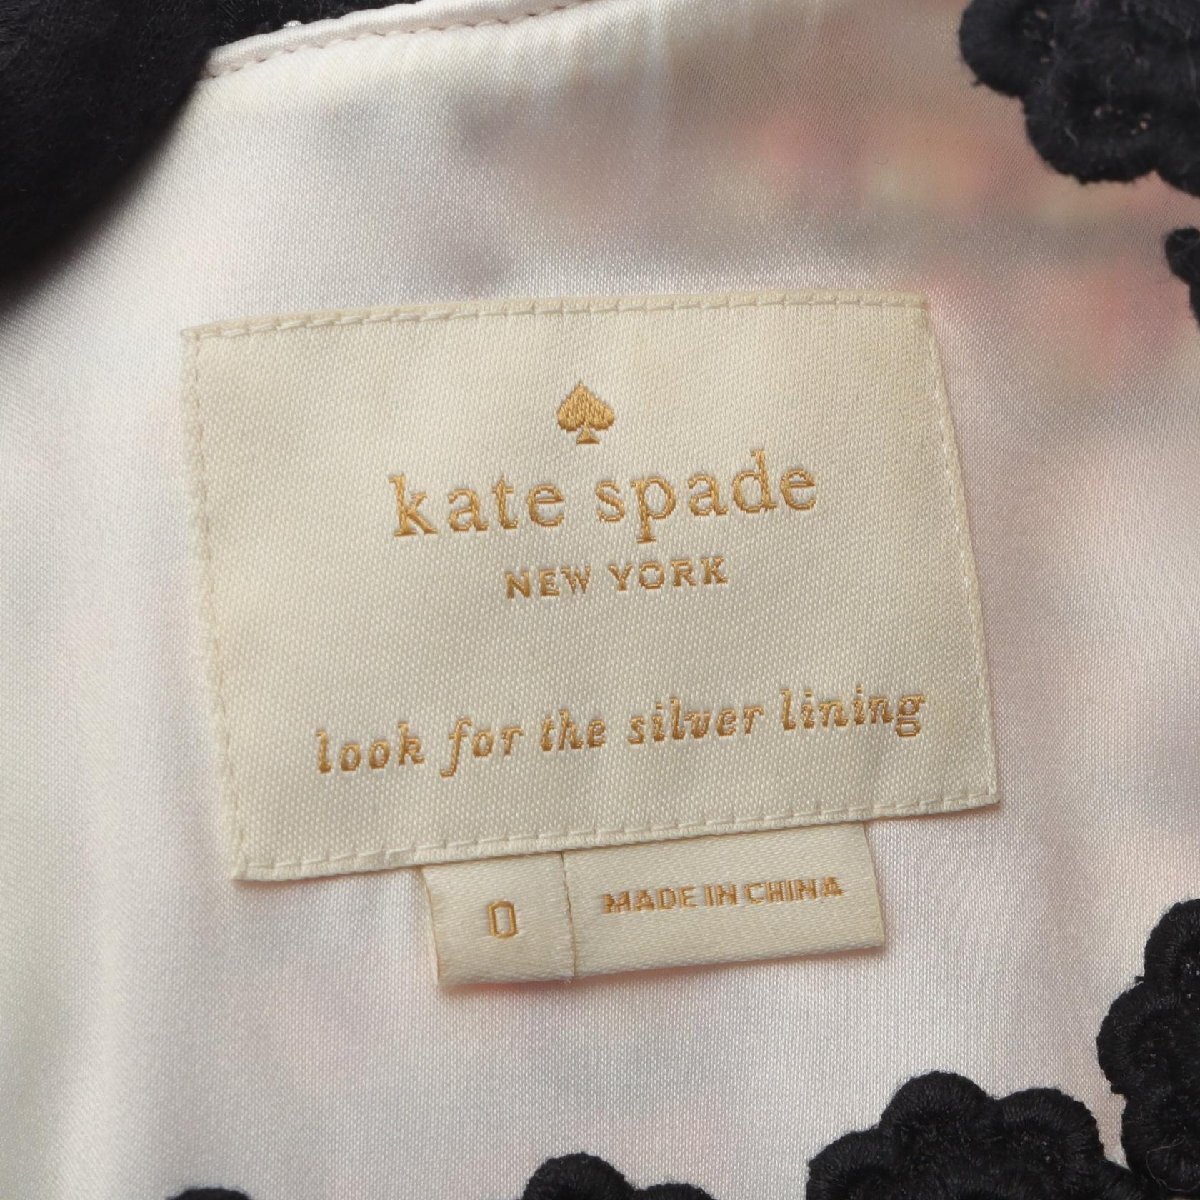 kate spade
NEW YORK
look for the silver lining
0
MADE IN CHINA